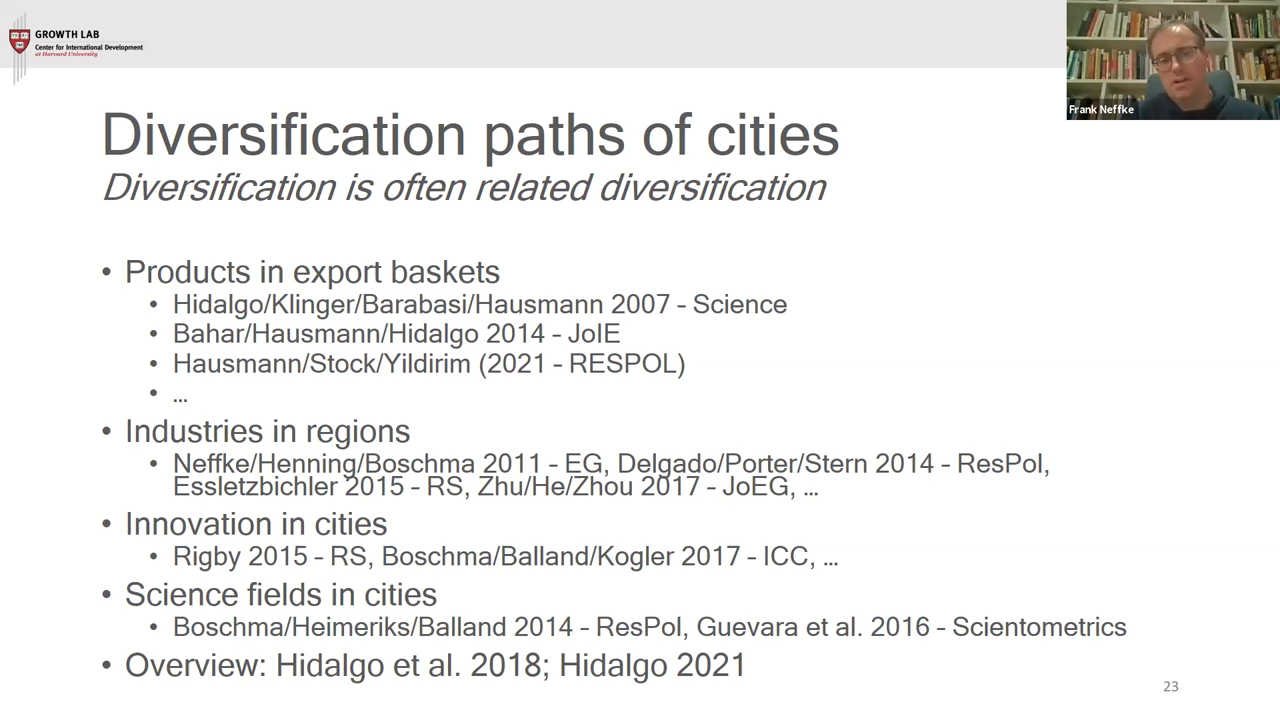 GROWTH LAB
Center for International Development
at Harvard University
Frank Neffke
Diversification paths of cities
Diversification is often related diversification
• Products in export baskets
• Hidalgo/Klinger/Barabasi/Hausmann 2007 - Science
• Bahar/Hausmann/Hidalgo 2014 - JoIE
• Hausmann/Stock/Yildirim (2021 - RESPOL)
• ...
• Industries in regions
• Neffke/Henning/Boschma 2011 - EG, Delgado/Porter/Stern 2014 - ResPol,
Essletzbichler 2015 - RS, Zhu/He/Zhou 2017 - JoEG, ...
• Innovation in cities
• Rigby 2015 - RS, Boschma/Balland/Kogler 2017 - ICC, ...
• Science fields in cities
• Boschma/Heimeriks/Balland 2014 - ResPol, Guevara et al. 2016 - Scientometrics
• Overview: Hidalgo et al. 2018; Hidalgo 2021
23